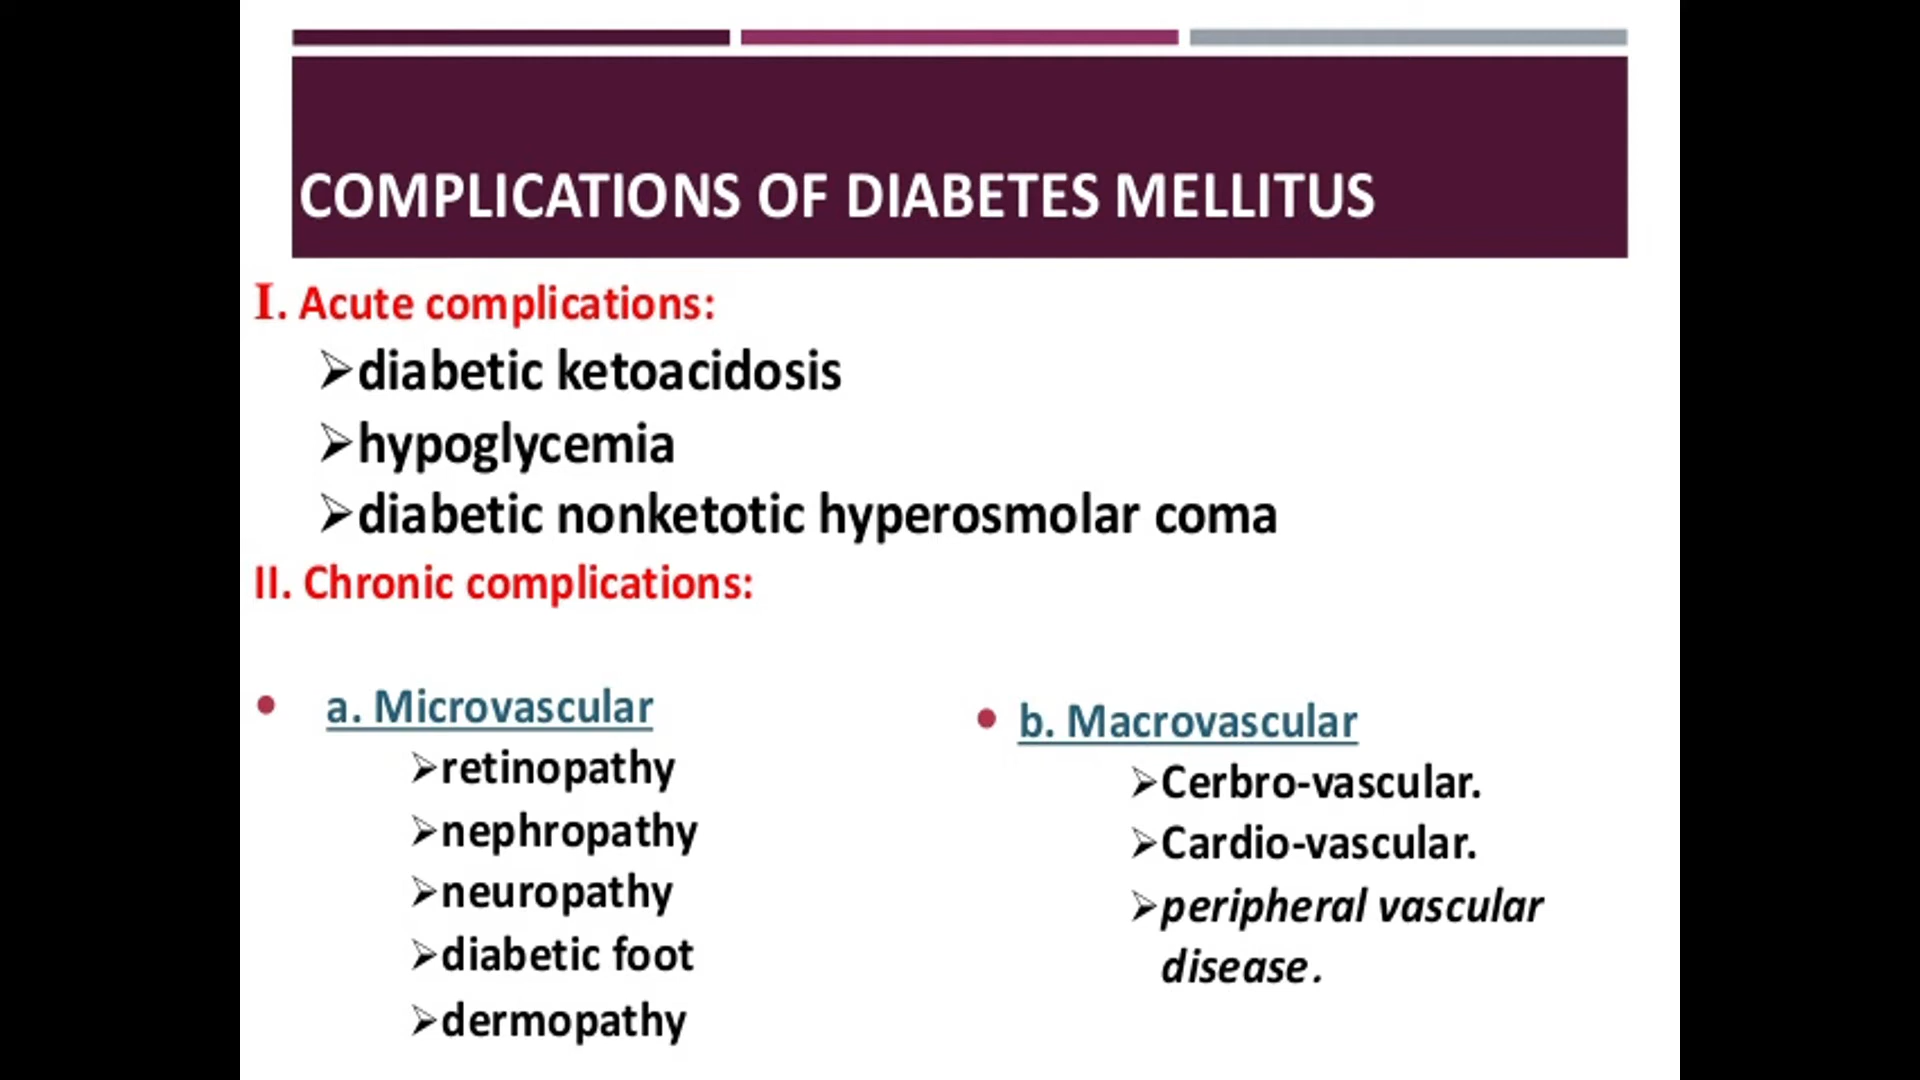 COMPLICATIONS OF DIABETES MELLITUS
I. Acute complications:
➢diabetic ketoacidosis
➢hypoglycemia
➢diabetic nonketotic hyperosmolar coma
II. Chronic complications:
• a. Microvascular
➢retinopathy
➢nephropathy
➢neuropathy
➢diabetic foot
➢dermopathy
• b. Macrovascular
➢Cerbro-vascular.
➢Cardio-vascular.
➢peripheral vascular
disease.